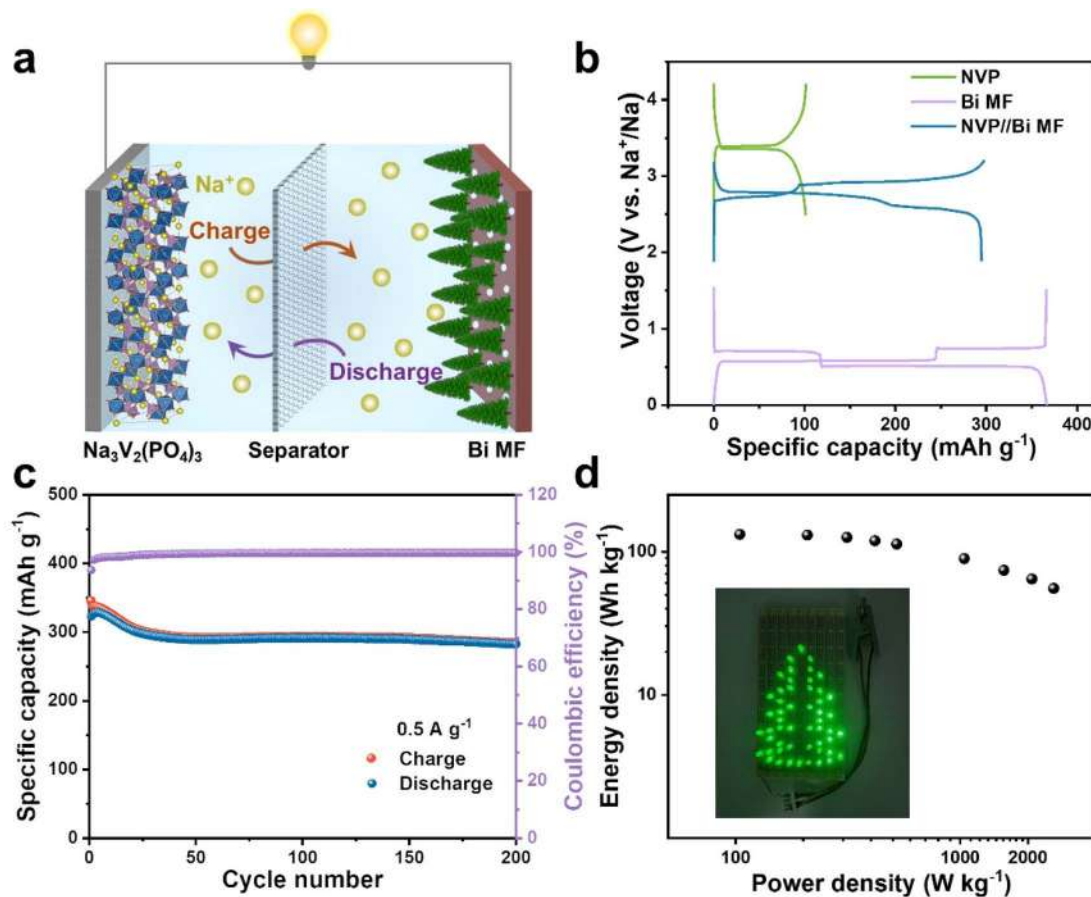 a
Na⁺
Charge
Discharge
Na₃V₂(PO₄)₃
Separator
Bi MF
b
NVP
Bi MF
NVP//Bi MF
Voltage (V vs. Na⁺/Na)
4
3
2
1
0
0
100
200
300
400
Specific capacity (mAh g⁻¹)
c
Specific capacity (mAh g⁻¹)
500
400
300
200
100
0
0.5 A g⁻¹
Charge
Discharge
120
100
80
60
40
20
0
Coulombic efficiency (%)
0
50
100
150
200
Cycle number
d
Energy density (Wh kg⁻¹)
100
10
100
1000
2000
Power density (W kg⁻¹)